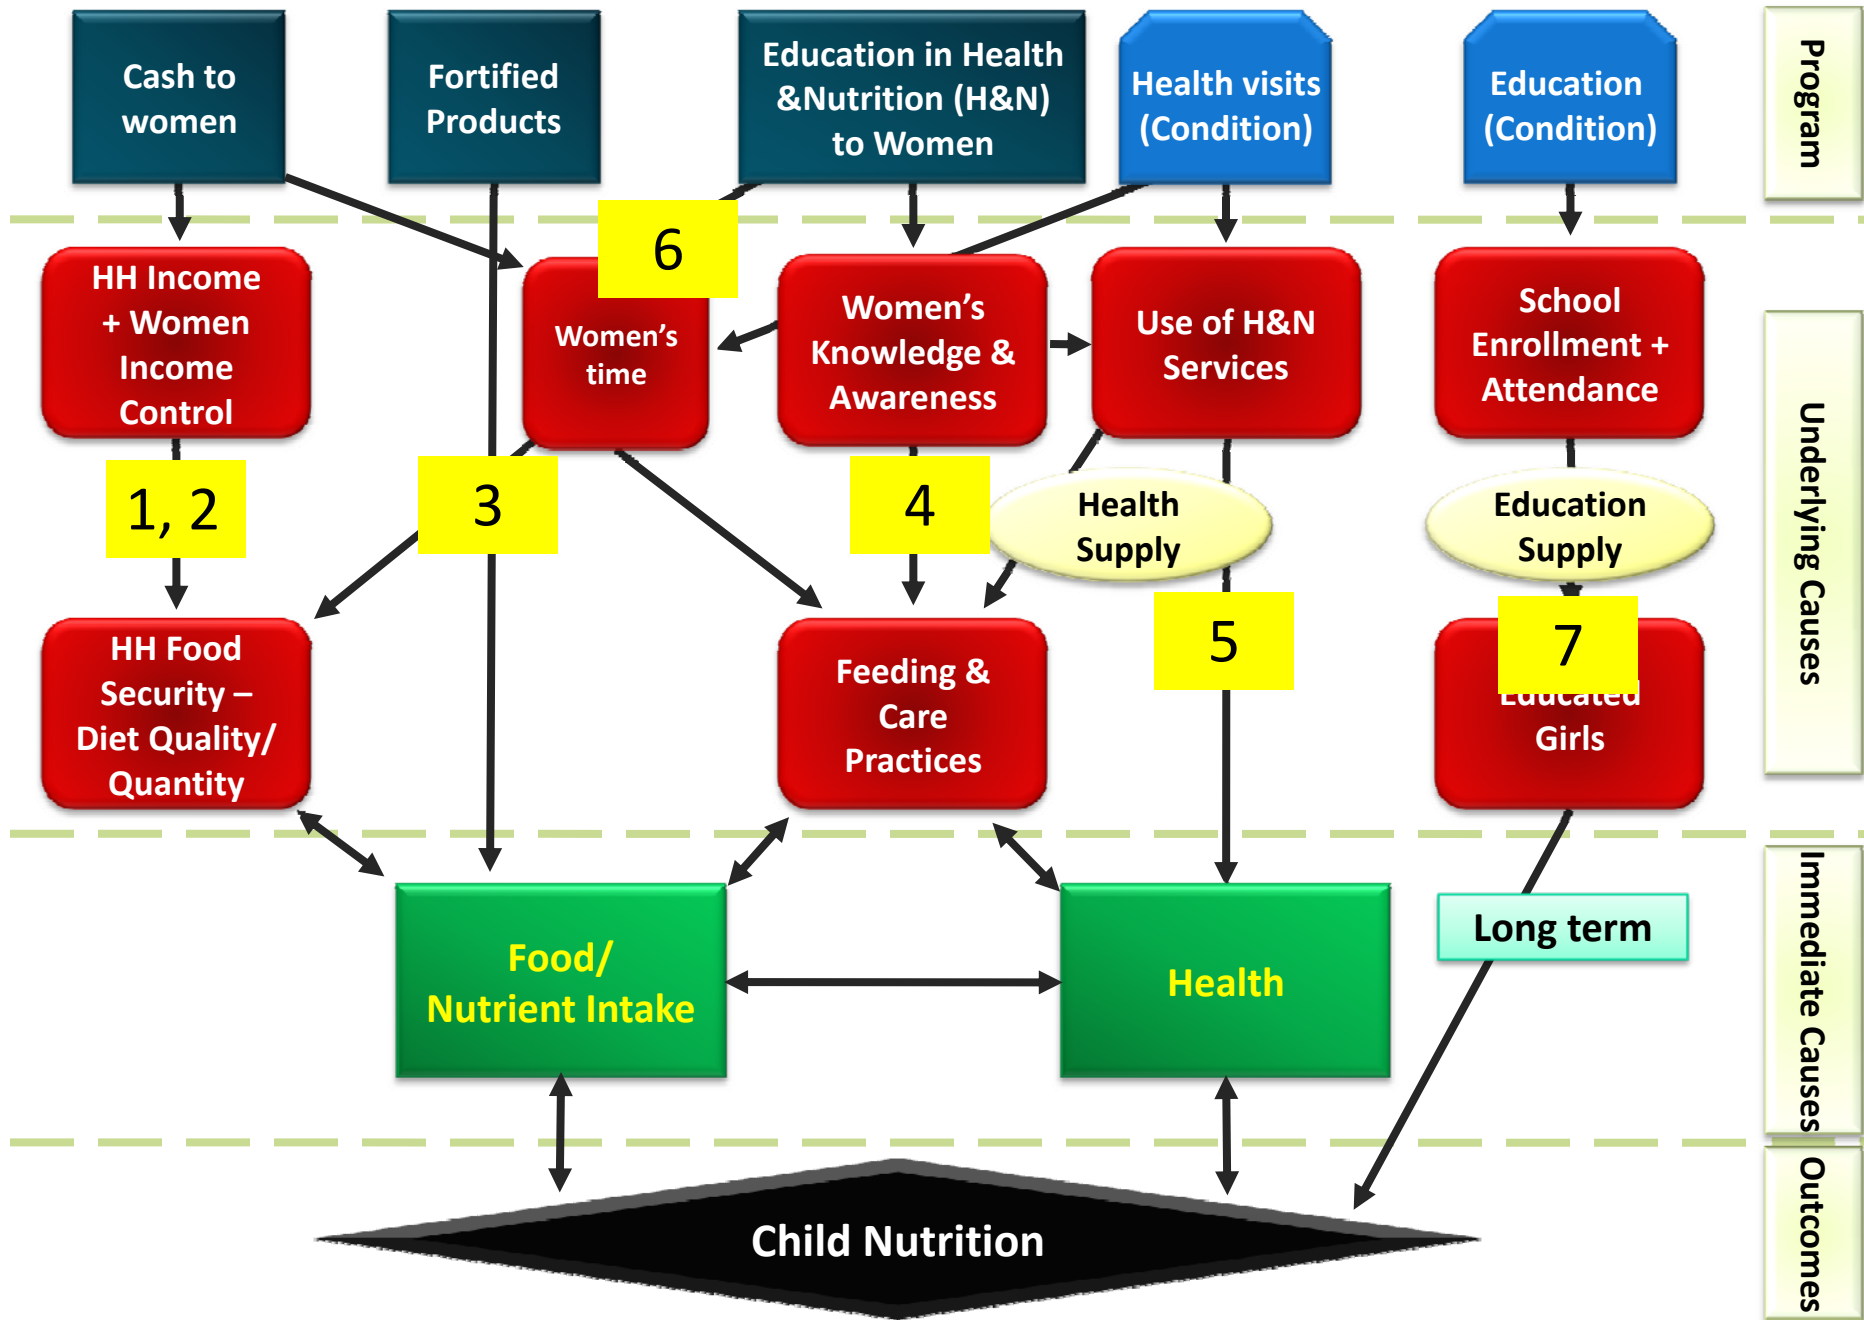 Cash to
women
Fortified
Products
Education in Health
&Nutrition (H&N)
to Women
Health visits
(Condition)
Education
(Condition)
Program
6
HH Income
+ Women
Income
Control
Women's
time
Women's
Knowledge &
Awareness
Use of H&N
Services
School
Enrollment +
Attendance
Underlying Causes
1, 2
3
4
Health
Supply
Education
Supply
5
7
HH Food
Security –
Diet Quality/
Quantity
Feeding &
Care
Practices
Educated
Girls
Immediate Causes
Long term
Food/
Nutrient Intake
Health
Outcomes
Child Nutrition